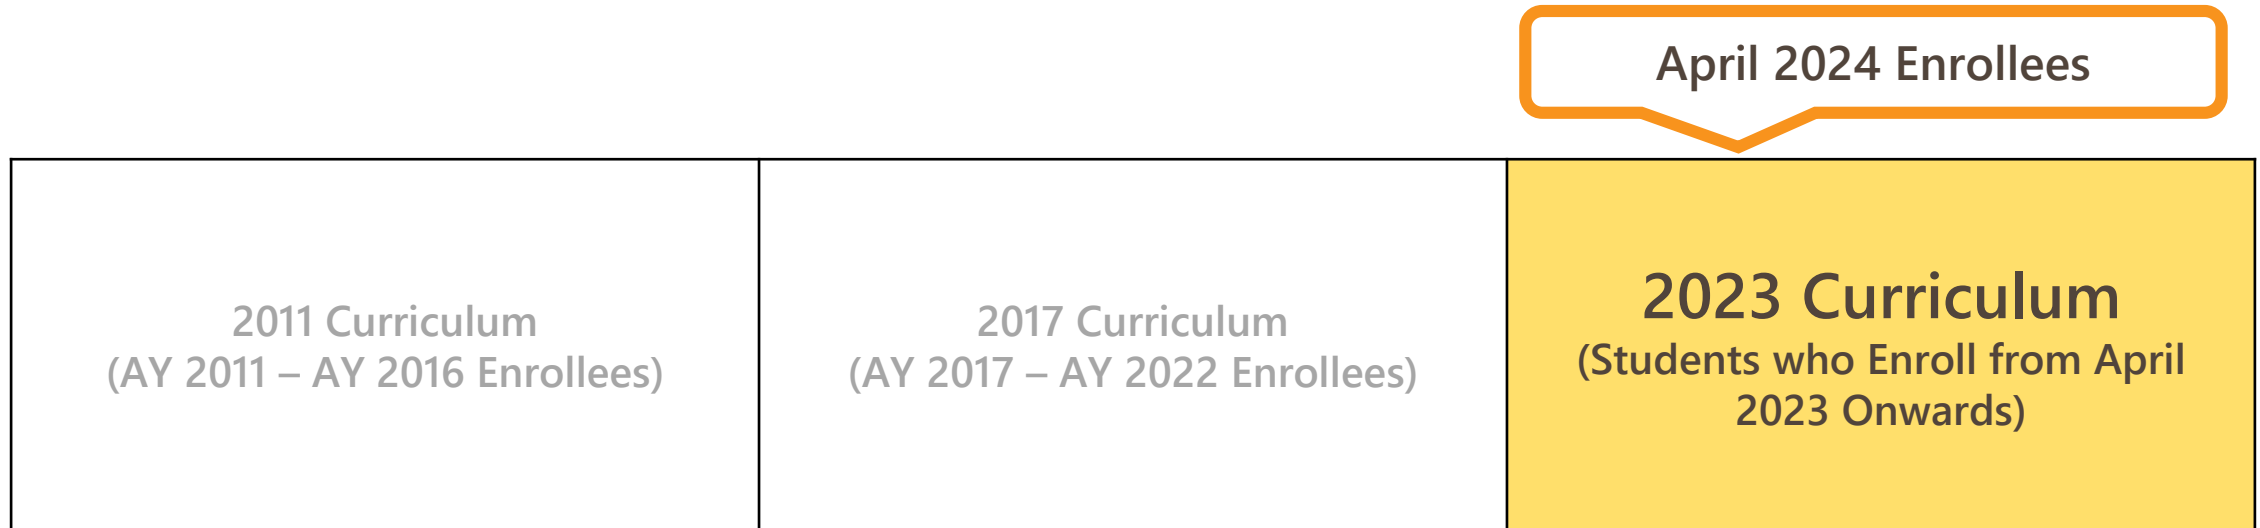 April 2024 Enrollees
2011 Curriculum
(AY 2011 – AY 2016 Enrollees)
2017 Curriculum
(AY 2017 – AY 2022 Enrollees)
2023 Curriculum
(Students who Enroll from April
2023 Onwards)